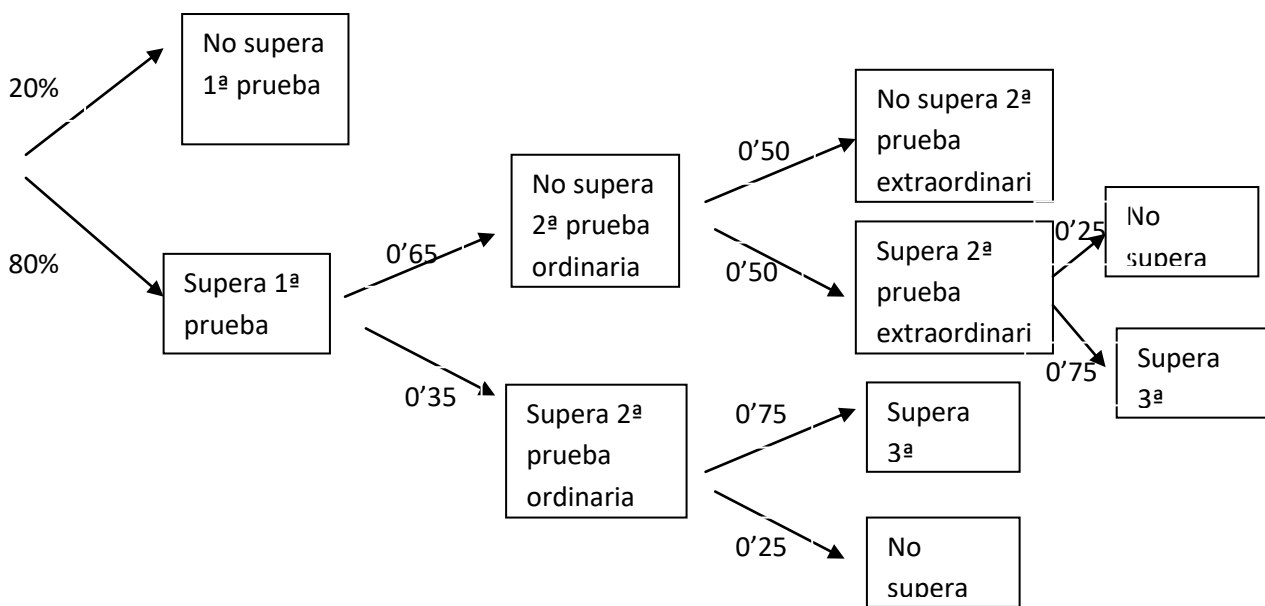 No supera
1ª prueba
20%
80%
Supera 1ª
prueba
0'65
0'35
No supera
2ª prueba
ordinaria
Supera 2ª
prueba
ordinaria
0'50
0'50
No supera 2ª
prueba
extraordinari
Supera 2ª
prueba
extraordinari
0'25
0'75
No
supera
Supera
3ª
0'75
0'25
Supera
3ª
No
supera